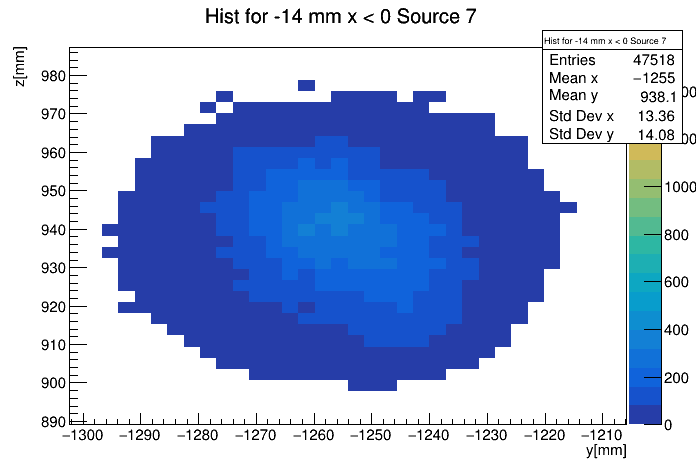 Hist for -14 mm x < 0 Source 7
z[mm]
Hist for -14 mm x < 0 Source 7
Entries 47518
Mean x −1255
Mean y 938.1
Std Dev x 13.36
Std Dev y 14.08
980
970
960
950
940
930
920
910
900
890
−1300 −1290 −1280 −1270 −1260 −1250 −1240 −1230 −1220 −1210
y[mm]
00
1000
800
600
400
200
0